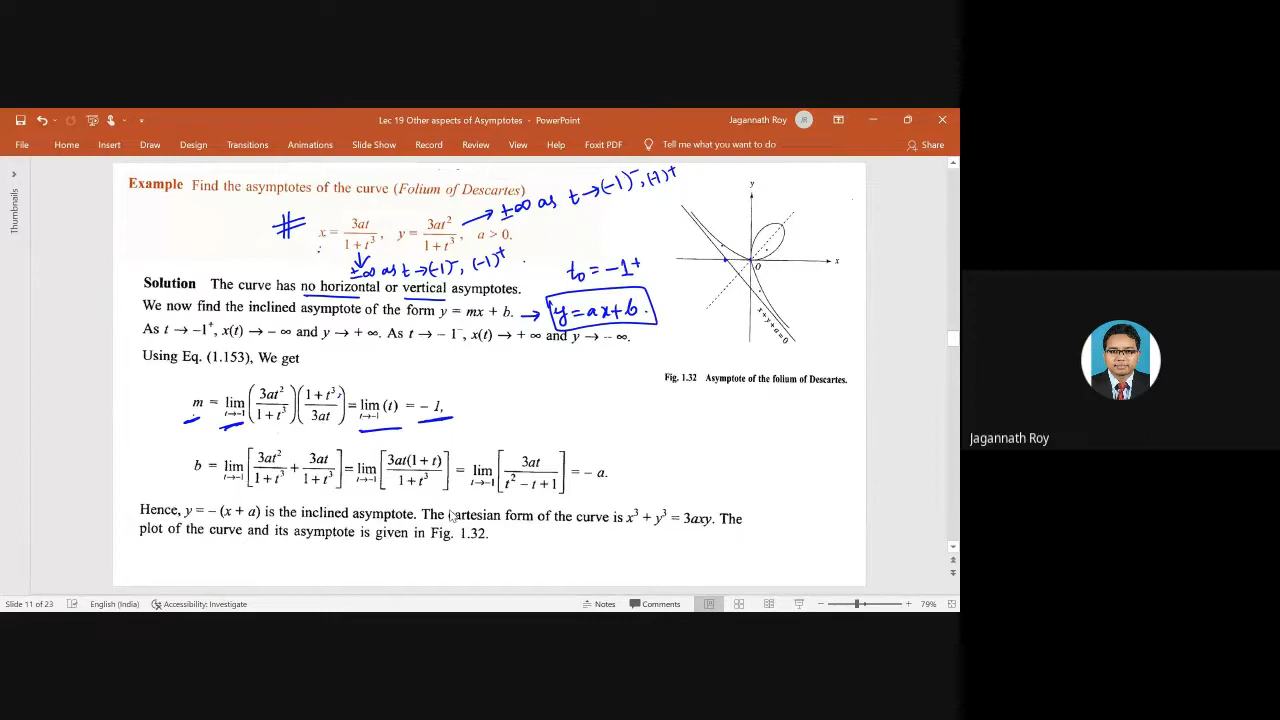 Lec 19 Other aspects of Asymptotes - PowerPoint
Jagannath Roy
JR
File Home Insert Draw Design Transitions Animations Slide Show Record Review View Help Foxit PDF Tell me what you want to do Share
Thumbnails
Example Find the asymptotes of the curve (Folium of Descartes)
→ ±∞ as t→(-1)⁻, (-1)⁺
# x = 3at/(1 + t³), y = 3at²/(1 + t³), a > 0.
±∞ as t→(-1)⁻, (-1)⁺
t₀ = -1⁺
Solution The curve has no horizontal or vertical asymptotes.
We now find the inclined asymptote of the form y = mx + b. → y = ax + b.
As t → –1⁺, x(t) → – ∞ and y → + ∞. As t → – 1⁻, x(t) → + ∞ and y → – ∞.
Using Eq. (1.153), We get
m = lim t→–1 (3at²/(1 + t³)) ((1 + t³)/3at) = lim t→–1 (t) = – 1,
b = lim t→–1 [3at²/(1 + t³) + 3at/(1 + t³)] = lim t→–1 [3at(1 + t)/(1 + t³)] = lim t→–1 [3at/(t² – t + 1)] = – a.
Hence, y = – (x + a) is the inclined asymptote. The Cartesian form of the curve is x³ + y³ = 3axy. The
plot of the curve and its asymptote is given in Fig. 1.32.
y
x
O
x + y + a = 0
Fig. 1.32 Asymptote of the folium of Descartes.
Slide 11 of 23 English (India) Accessibility: Investigate Notes Comments 79%
Jagannath Roy